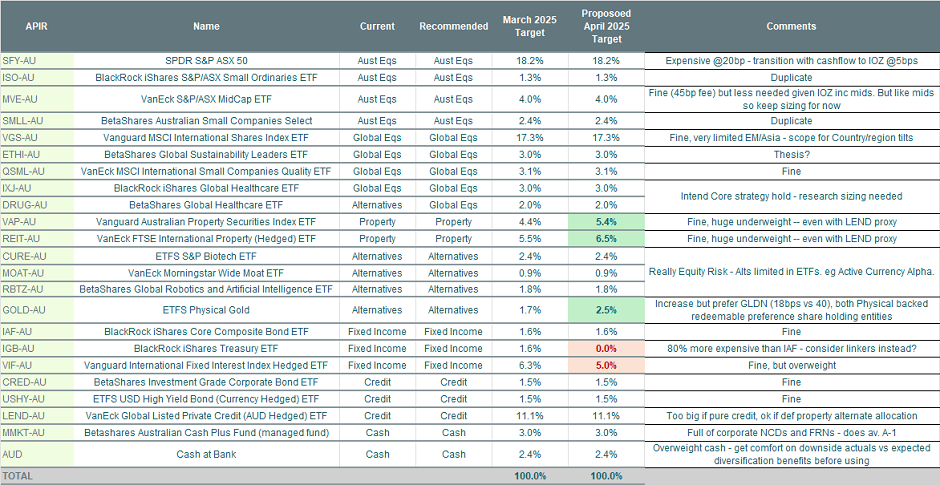 APIR Name Current Recommended March 2025 Target Proposoed April 2025 Target Comments
SFY-AU SPDR S&P ASX 50 Aust Eqs Aust Eqs 18.2% 18.2% Expensive @20bp - transition with cashflow to IOZ @5bps
ISO-AU BlackRock iShares S&P/ASX Small Ordinaries ETF Aust Eqs Aust Eqs 1.3% 1.3% Duplicate
MVE-AU VanEck S&P/ASX MidCap ETF Aust Eqs Aust Eqs 4.0% 4.0% Fine (45bp fee) but less needed given IOZ inc mids. But like mids so keep sizing for now
SMLL-AU BetaShares Australian Small Companies Select Aust Eqs Aust Eqs 2.4% 2.4% Duplicate
VGS-AU Vanguard MSCI International Shares Index ETF Global Eqs Global Eqs 17.3% 17.3% Fine, very limited EM/Asia - scope for Country/region tilts
ETHI-AU BetaShares Global Sustainability Leaders ETF Global Eqs Global Eqs 3.0% 3.0% Thesis?
QSML-AU VanEck MSCI International Small Companies Quality ETF Global Eqs Global Eqs 3.1% 3.1% Fine
IXJ-AU BlackRock iShares Global Healthcare ETF Global Eqs Global Eqs 3.0% 3.0% Intend Core strategy hold - research sizing needed
DRUG-AU BetaShares Global Healthcare ETF Alternatives Global Eqs 2.0% 2.0%
VAP-AU Vanguard Australian Property Securities Index ETF Property Property 4.4% 5.4% Fine, huge underweight -- even with LEND proxy
REIT-AU VanEck FTSE International Property (Hedged) ETF Property Property 5.5% 6.5% Fine, huge underweight -- even with LEND proxy
CURE-AU ETFS S&P Biotech ETF Alternatives Alternatives 2.4% 2.4%
MOAT-AU VanEck Morningstar Wide Moat ETF Alternatives Alternatives 0.9% 0.9% Really Equity Risk - Alts limited in ETFs. eg Active Currency Alpha.
RBTZ-AU BetaShares Global Robotics and Artificial Intelligence ETF Alternatives Alternatives 1.8% 1.8%
GOLD-AU ETFS Physical Gold Alternatives Alternatives 1.7% 2.5% Increase but prefer GLDN (18bps vs 40), both Physical backed redeemable preference share holding entities
IAF-AU BlackRock iShares Core Composite Bond ETF Fixed Income Fixed Income 1.6% 1.6% Fine
IGB-AU BlackRock iShares Treasury ETF Fixed Income Fixed Income 1.6% 0.0% 80% more expensive than IAF - consider linkers instead?
VIF-AU Vanguard International Fixed Interest Index Hedged ETF Fixed Income Fixed Income 6.3% 5.0% Fine, but overweight
CRED-AU BetaShares Investment Grade Corporate Bond ETF Credit Credit 1.5% 1.5% Fine
USHY-AU ETFS USD High Yield Bond (Currency Hedged) ETF Credit Credit 1.5% 1.5% Fine
LEND-AU VanEck Global Listed Private Credit (AUD Hedged) ETF Credit Credit 11.1% 11.1% Too big if pure credit, ok if def property alternate allocation
MMKT-AU Betashares Australian Cash Plus Fund (managed fund) Cash Cash 3.0% 3.0% Full of corporate NCDs and FRNs - does av. A-1
AUD Cash at Bank Cash Cash 2.4% 2.4% Overweight cash - get comfort on downside actuals vs expected diversification benefits before using
TOTAL 100.0% 100.0%